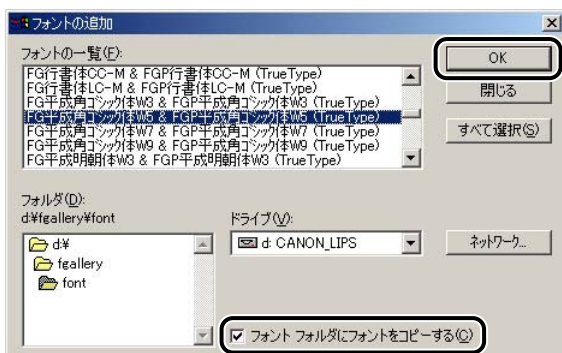 フォントの追加
フォントの一覧(F):
FG行書体CC-M & FGP行書体CC-M (TrueType)
FG行書体LC-M & FGP行書体LC-M (TrueType)
FG平成角ゴシック体W3 & FGP平成角ゴシック体W3 (TrueType)
FG平成角ゴシック体W5 & FGP平成角ゴシック体W5 (TrueType)
FG平成角ゴシック体W7 & FGP平成角ゴシック体W7 (TrueType)
FG平成角ゴシック体W9 & FGP平成角ゴシック体W9 (TrueType)
FG平成明朝体W3 & FGP平成明朝体W3 (TrueType)
OK
閉じる
すべて選択(S)
フォルダ(D):
d:¥fgallery¥font
d:¥
fgallery
font
ドライブ(V):
d: CANON_LIPS
ネットワーク...
フォント フォルダにフォントをコピーする(C)